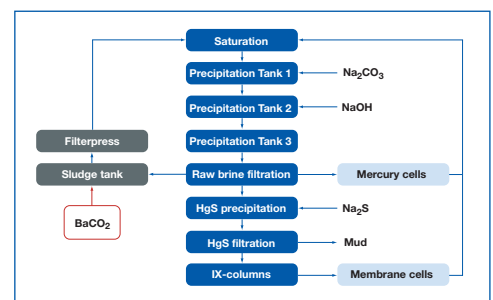 Saturation
Precipitation Tank 1
Na₂CO₃
Precipitation Tank 2
NaOH
Filterpress
Precipitation Tank 3
Sludge tank
Raw brine filtration
Mercury cells
BaCO₂
HgS precipitation
Na₂S
HgS filtration
Mud
IX-columns
Membrane cells